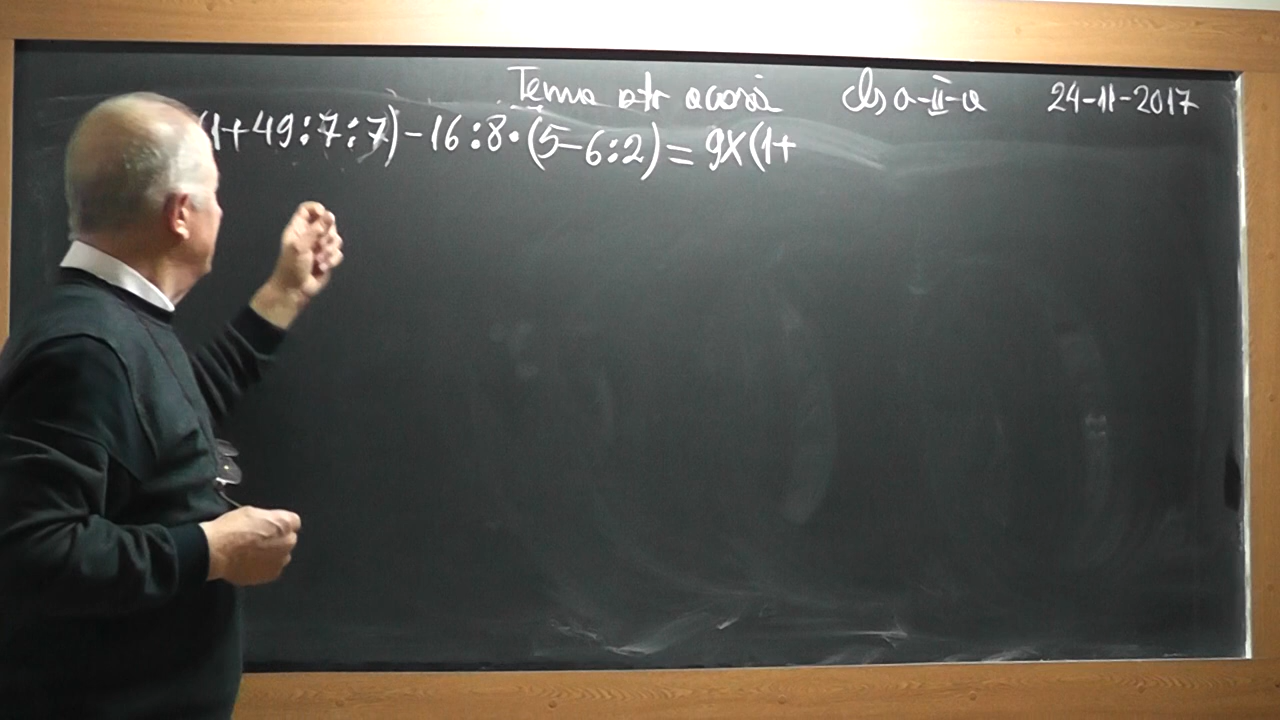 Tema ptr acasă cls a-II-a 24-11-2017
(1+49:7:7)-16:8·(5-6:2)=9X(1+